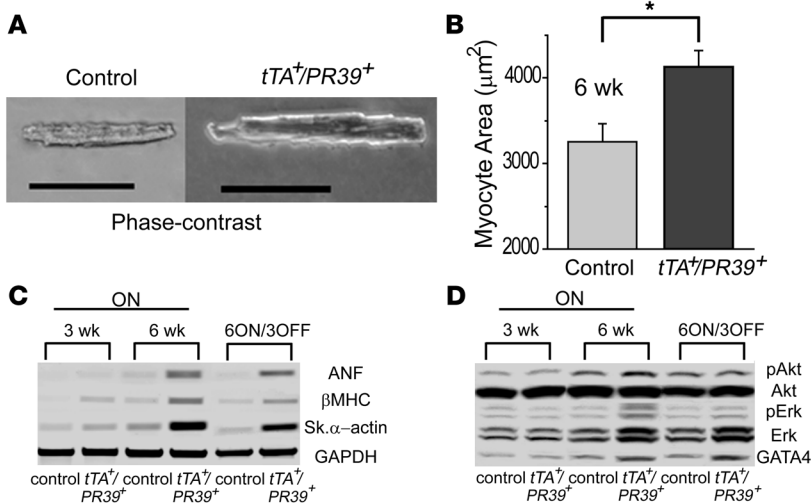 A
Control
tTA+/PR39+
Phase-contrast
B
*
Myocyte Area (μm2)
4000
3000
2000
6 wk
Control
tTA+/PR39+
C
ON
3 wk
6 wk
6ON/3OFF
ANF
βMHC
Sk.α–actin
GAPDH
control tTA+/ control tTA+/ control tTA+/
PR39+ PR39+ PR39+
D
ON
3 wk
6 wk
6ON/3OFF
pAkt
Akt
pErk
Erk
GATA4
control tTA+/ control tTA+/ control tTA+/
PR39+ PR39+ PR39+